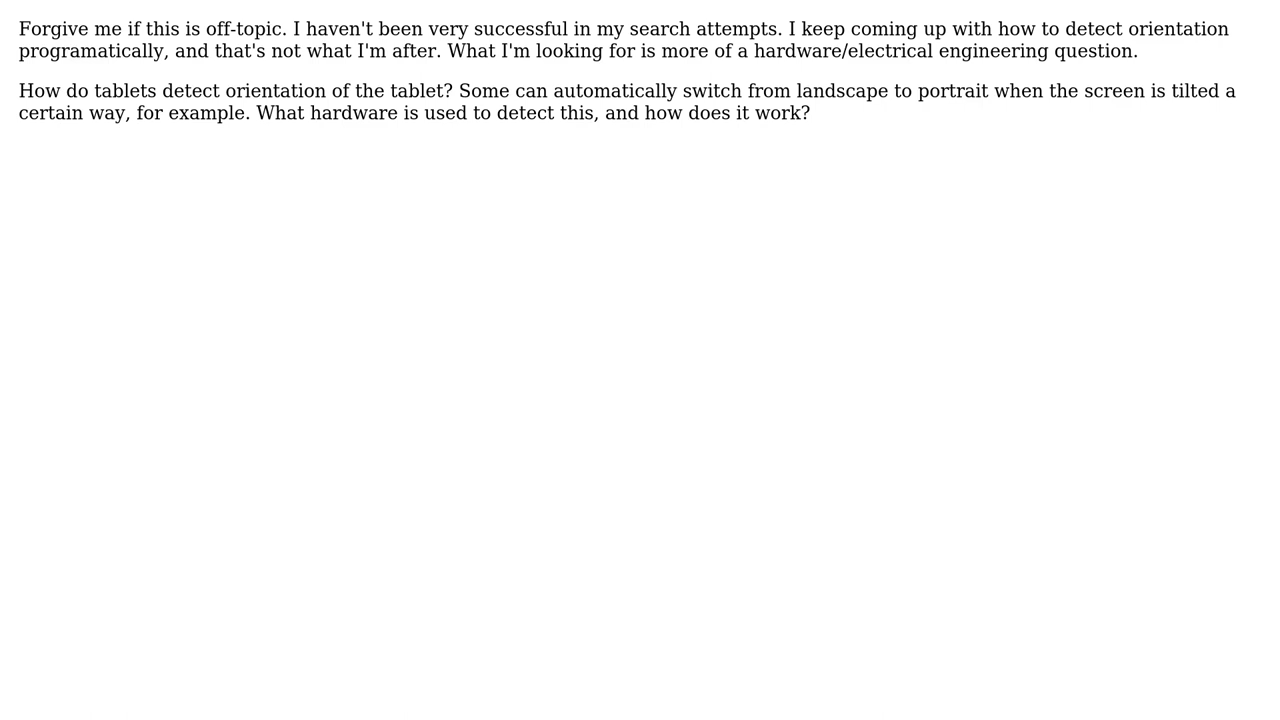 Forgive me if this is off-topic. I haven't been very successful in my search attempts. I keep coming up with how to detect orientation
programatically, and that's not what I'm after. What I'm looking for is more of a hardware/electrical engineering question.
How do tablets detect orientation of the tablet? Some can automatically switch from landscape to portrait when the screen is tilted a
certain way, for example. What hardware is used to detect this, and how does it work?